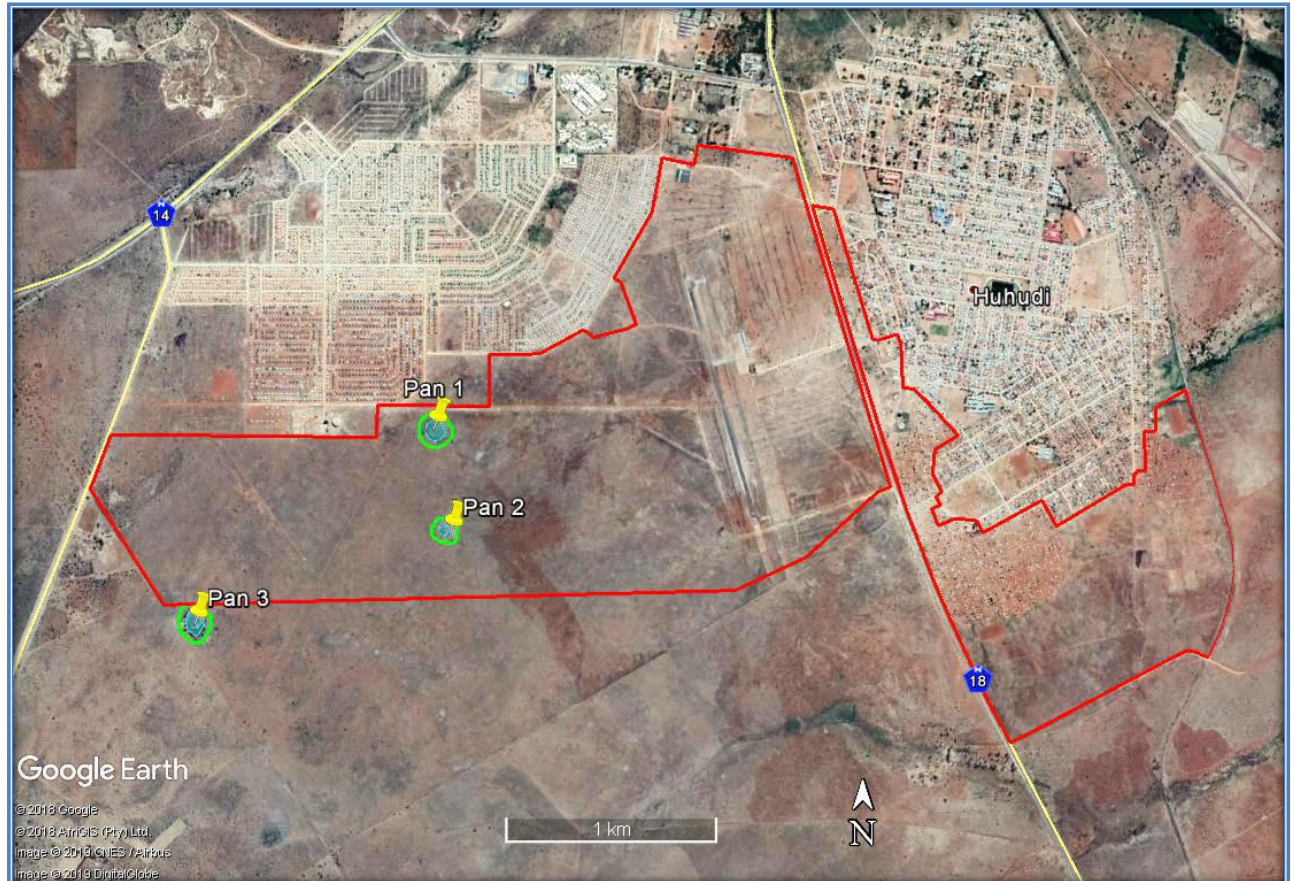 N
14
Huhudi
Pan 1
Pan 2
Pan 3
N
18
Google Earth
© 2018 Google
© 2018 AfriGIS (Pty) Ltd.
Image © 2019 CNES / Airbus
Image © 2019 DigitalGlobe
1 km
N